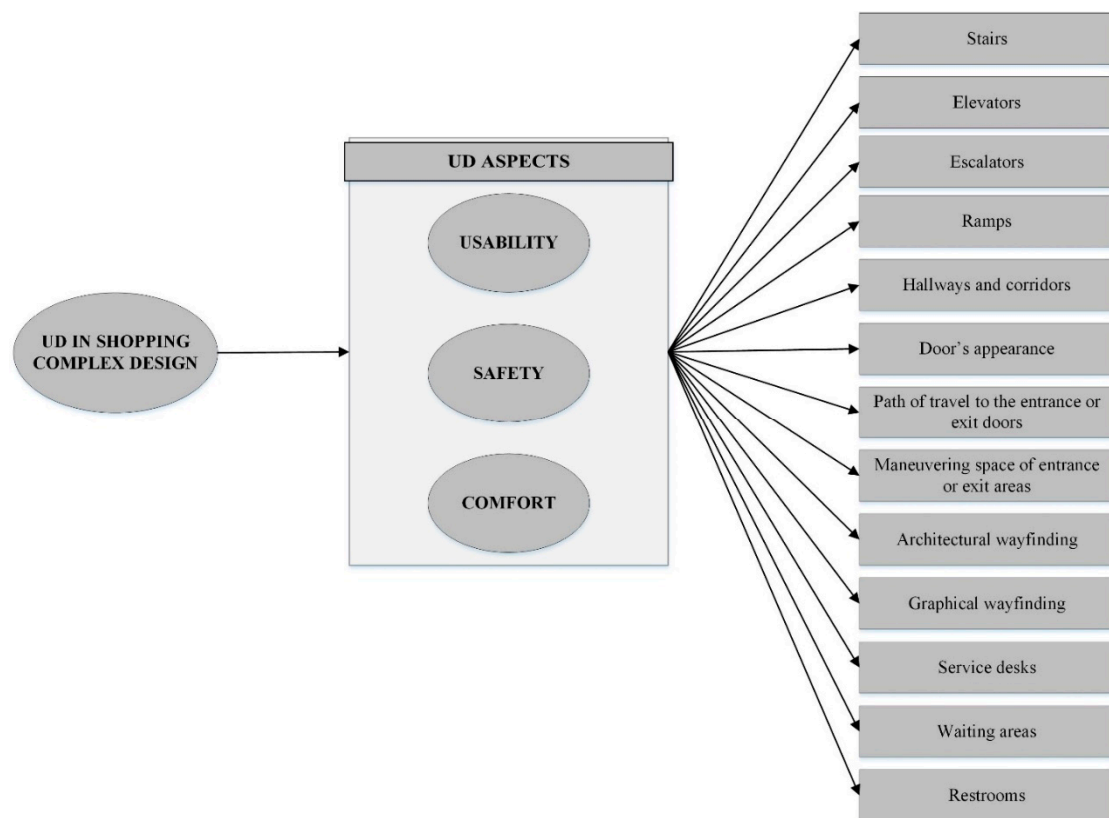 UD IN SHOPPING
COMPLEX DESIGN
UD ASPECTS
USABILITY
SAFETY
COMFORT
Stairs
Elevators
Escalators
Ramps
Hallways and corridors
Door’s appearance
Path of travel to the entrance or
exit doors
Maneuvering space of entrance
or exit areas
Architectural wayfinding
Graphical wayfinding
Service desks
Waiting areas
Restrooms